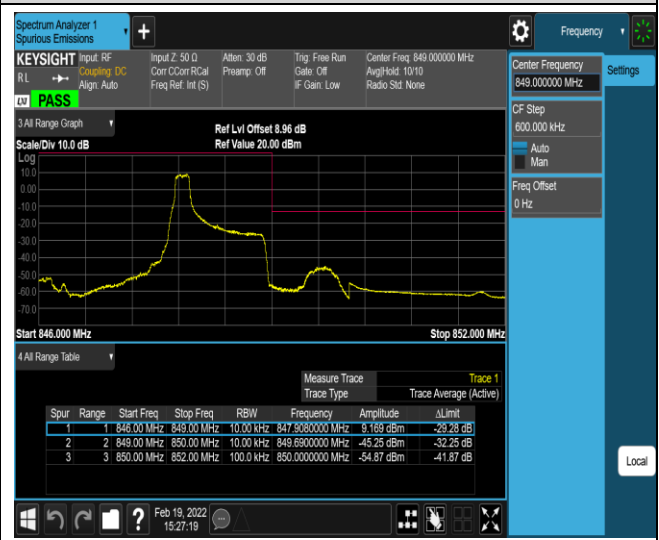 Spectrum Analyzer 1
Spurious Emissions
Frequency
KEYSIGHT
RL
Input: RF
Coupling: DC
Align: Auto
Input Z: 50 Ω
Corr CCorr RCal
Freq Ref: Int (S)
Atten: 30 dB
Preamp: Off
Trig: Free Run
Gate: Off
IF Gain: Low
Center Freq: 849.000000 MHz
Avg|Hold: 10/10
Radio Std: None
LNI PASS
Center Frequency
849.000000 MHz
Settings
CF Step
600.000 kHz
Auto
Man
Freq Offset
0 Hz
3 All Range Graph
Scale/Div 10.0 dB
Ref Lvl Offset 8.96 dB
Ref Value 20.00 dBm
Log
10.0
0.00
-10.0
-20.0
-30.0
-40.0
-50.0
-60.0
-70.0
Start 846.000 MHz
Stop 852.000 MHz
4 All Range Table
Measure Trace Trace 1
Trace Type Trace Average (Active)
Spur Range Start Freq Stop Freq RBW Frequency Amplitude ΔLimit
1 1 846.00 MHz 849.00 MHz 10.00 kHz 847.9080000 MHz 9.169 dBm -29.28 dB
2 2 849.00 MHz 850.00 MHz 10.00 kHz 849.6900000 MHz -45.25 dBm -32.25 dB
3 3 850.00 MHz 852.00 MHz 100.0 kHz 850.0000000 MHz -54.87 dBm -41.87 dB
Local
Feb 19, 2022
15:27:19